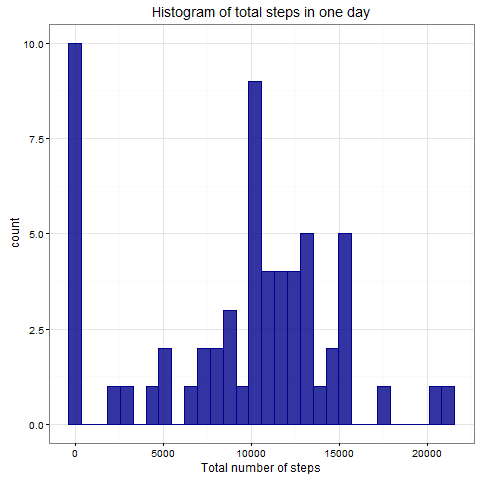 Histogram of total steps in one day
10.0
7.5
5.0
2.5
0.0
count
0 5000 10000 15000 20000
Total number of steps